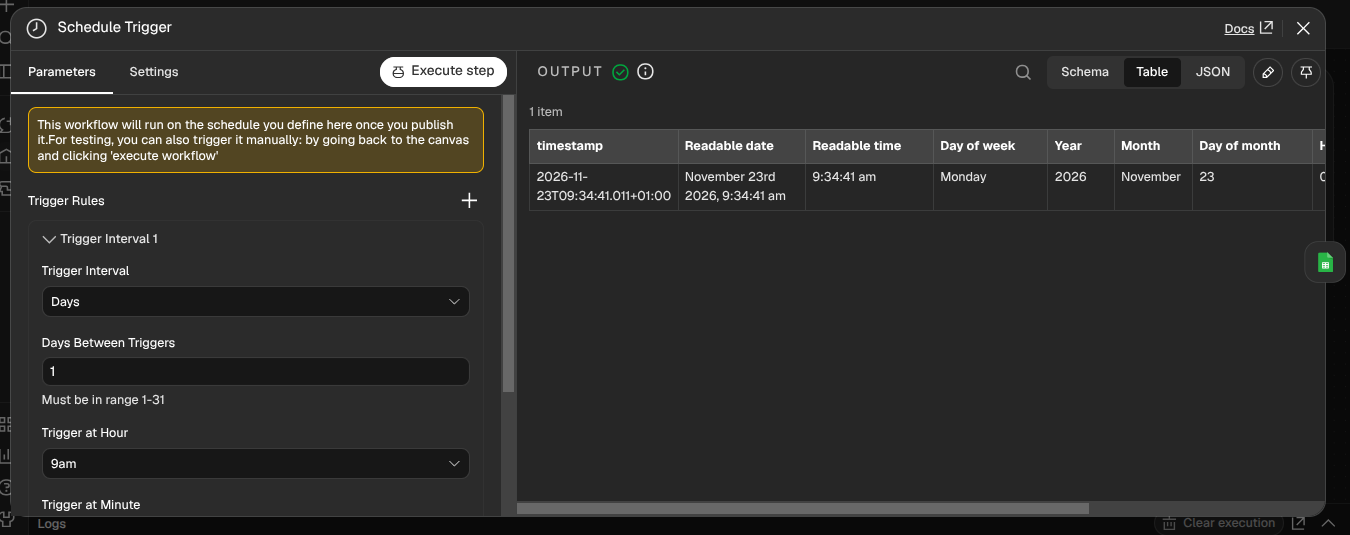 Schedule Trigger
Docs
Parameters
Settings
Execute step
This workflow will run on the schedule you define here once you publish
it.For testing, you can also trigger it manually: by going back to the canvas
and clicking 'execute workflow'
Trigger Rules
Trigger Interval 1
Trigger Interval
Days
Days Between Triggers
1
Must be in range 1-31
Trigger at Hour
9am
Trigger at Minute
OUTPUT
Schema
Table
JSON
1 item
timestamp Readable date Readable time Day of week Year Month Day of month
2026-11- November 23rd 9:34:41 am Monday 2026 November 23
23T09:34:41.011+01:00 2026, 9:34:41 am
Logs
Clear execution